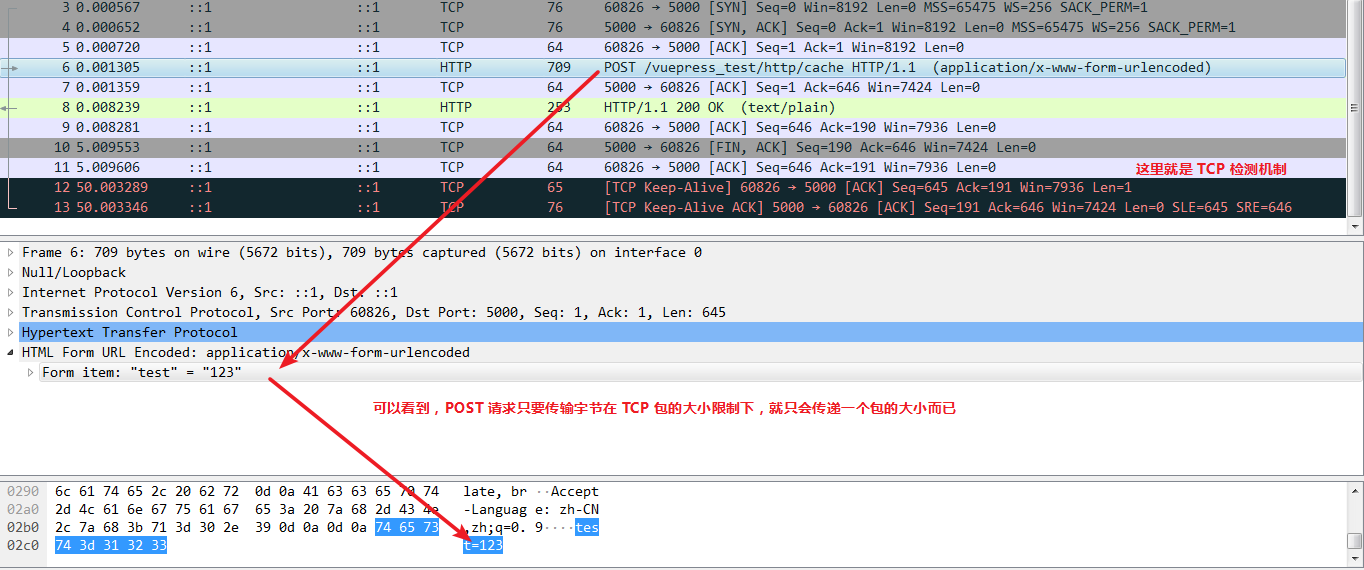 3 0.000567 ::1 ::1 TCP 76 60826 → 5000 [SYN] Seq=0 Win=8192 Len=0 MSS=65475 WS=256 SACK_PERM=1
4 0.000652 ::1 ::1 TCP 76 5000 → 60826 [SYN, ACK] Seq=0 Ack=1 Win=8192 Len=0 MSS=65475 WS=256 SACK_PERM=1
5 0.000720 ::1 ::1 TCP 64 60826 → 5000 [ACK] Seq=1 Ack=1 Win=8192 Len=0
6 0.001305 ::1 ::1 HTTP 709 POST /vuepress_test/http/cache HTTP/1.1 (application/x-www-form-urlencoded)
7 0.001359 ::1 ::1 TCP 64 5000 → 60826 [ACK] Seq=1 Ack=646 Win=7424 Len=0
8 0.008239 ::1 ::1 HTTP 253 HTTP/1.1 200 OK (text/plain)
9 0.008281 ::1 ::1 TCP 64 60826 → 5000 [ACK] Seq=646 Ack=190 Win=7936 Len=0
10 5.009553 ::1 ::1 TCP 64 5000 → 60826 [FIN, ACK] Seq=190 Ack=646 Win=7424 Len=0
11 5.009606 ::1 ::1 TCP 64 60826 → 5000 [ACK] Seq=646 Ack=191 Win=7936 Len=0 这里就是 TCP 检测机制
12 50.003289 ::1 ::1 TCP 65 [TCP Keep-Alive] 60826 → 5000 [ACK] Seq=645 Ack=191 Win=7936 Len=1
13 50.003346 ::1 ::1 TCP 76 [TCP Keep-Alive ACK] 5000 → 60826 [ACK] Seq=191 Ack=646 Win=7424 Len=0 SLE=645 SRE=646
Frame 6: 709 bytes on wire (5672 bits), 709 bytes captured (5672 bits) on interface 0
Null/Loopback
Internet Protocol Version 6, Src: ::1, Dst: ::1
Transmission Control Protocol, Src Port: 60826, Dst Port: 5000, Seq: 1, Ack: 1, Len: 645
Hypertext Transfer Protocol
HTML Form URL Encoded: application/x-www-form-urlencoded
Form item: "test" = "123"
可以看到，POST 请求只要传输字节在 TCP 包的大小限制下，就只会传递一个包的大小而已
0290 6c 61 74 65 2c 20 62 72 0d 0a 41 63 63 65 70 74 late, br ··Accept
02a0 2d 4c 61 6e 67 75 61 67 65 3a 20 7a 68 2d 43 4e -Languag e: zh-CN
02b0 2c 7a 68 3b 71 3d 30 2e 39 0d 0a 0d 0a 74 65 73 ,zh;q=0. 9····tes
02c0 74 3d 31 32 33 t=123